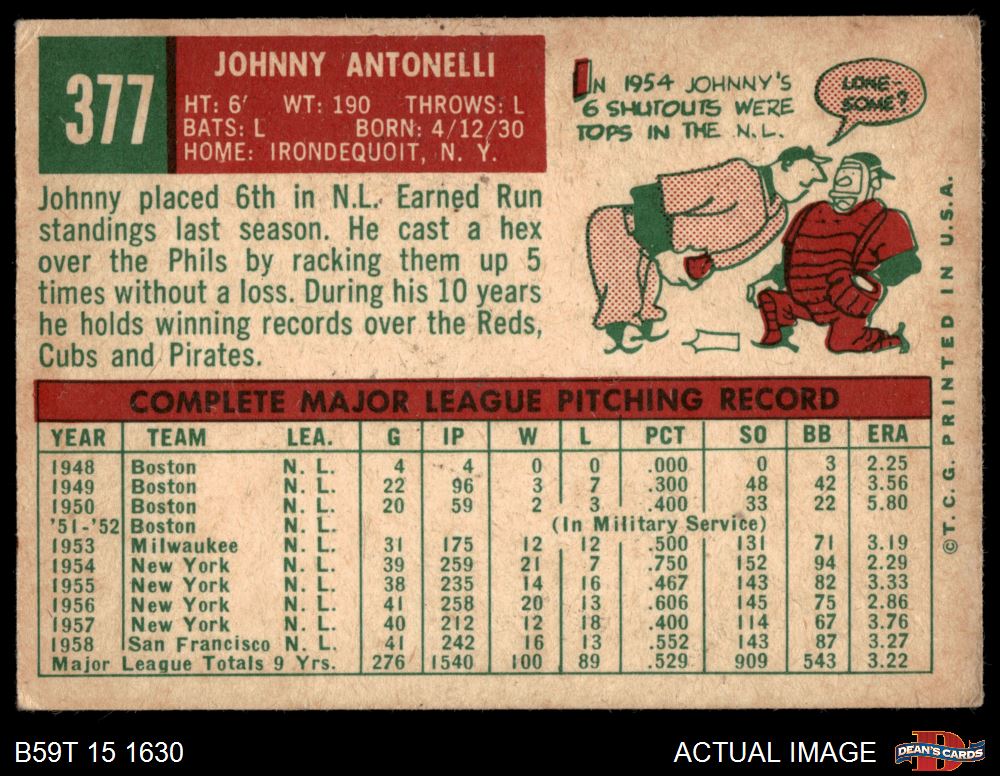 377
JOHNNY ANTONELLI
HT: 6' WT: 190 THROWS: L
BATS: L BORN: 4/12/30
HOME: IRONDEQUOIT, N. Y.
IN 1954 JOHNNY'S
6 SHUTOUTS WERE
TOPS IN THE N.L.
LONE
SOME?
Johnny placed 6th in N.L. Earned Run
standings last season. He cast a hex
over the Phils by racking them up 5
times without a loss. During his 10 years
he holds winning records over the Reds,
Cubs and Pirates.
COMPLETE MAJOR LEAGUE PITCHING RECORD
YEAR TEAM LEA. G IP W L PCT SO BB ERA
1948 Boston N. L. 4 4 0 0 .000 0 3 2.25
1949 Boston N. L. 22 96 3 7 .300 48 42 3.56
1950 Boston N. L. 20 59 2 3 .400 33 22 5.80
'51-'52 Boston N. L. (In Military Service)
1953 Milwaukee N. L. 31 175 12 12 .500 131 71 3.19
1954 New York N. L. 39 259 21 7 .750 152 94 2.29
1955 New York N. L. 38 235 14 16 .467 143 82 3.33
1956 New York N. L. 41 258 20 13 .606 145 75 2.86
1957 New York N. L. 40 212 12 18 .400 114 67 3.76
1958 San Francisco N. L. 41 242 16 13 .552 143 87 3.27
Major League Totals 9 Yrs. 276 1540 100 89 .529 909 543 3.22
© T. C. G. PRINTED IN U.S.A.
B59T 15 1630
ACTUAL IMAGE
DEAN'S CARDS